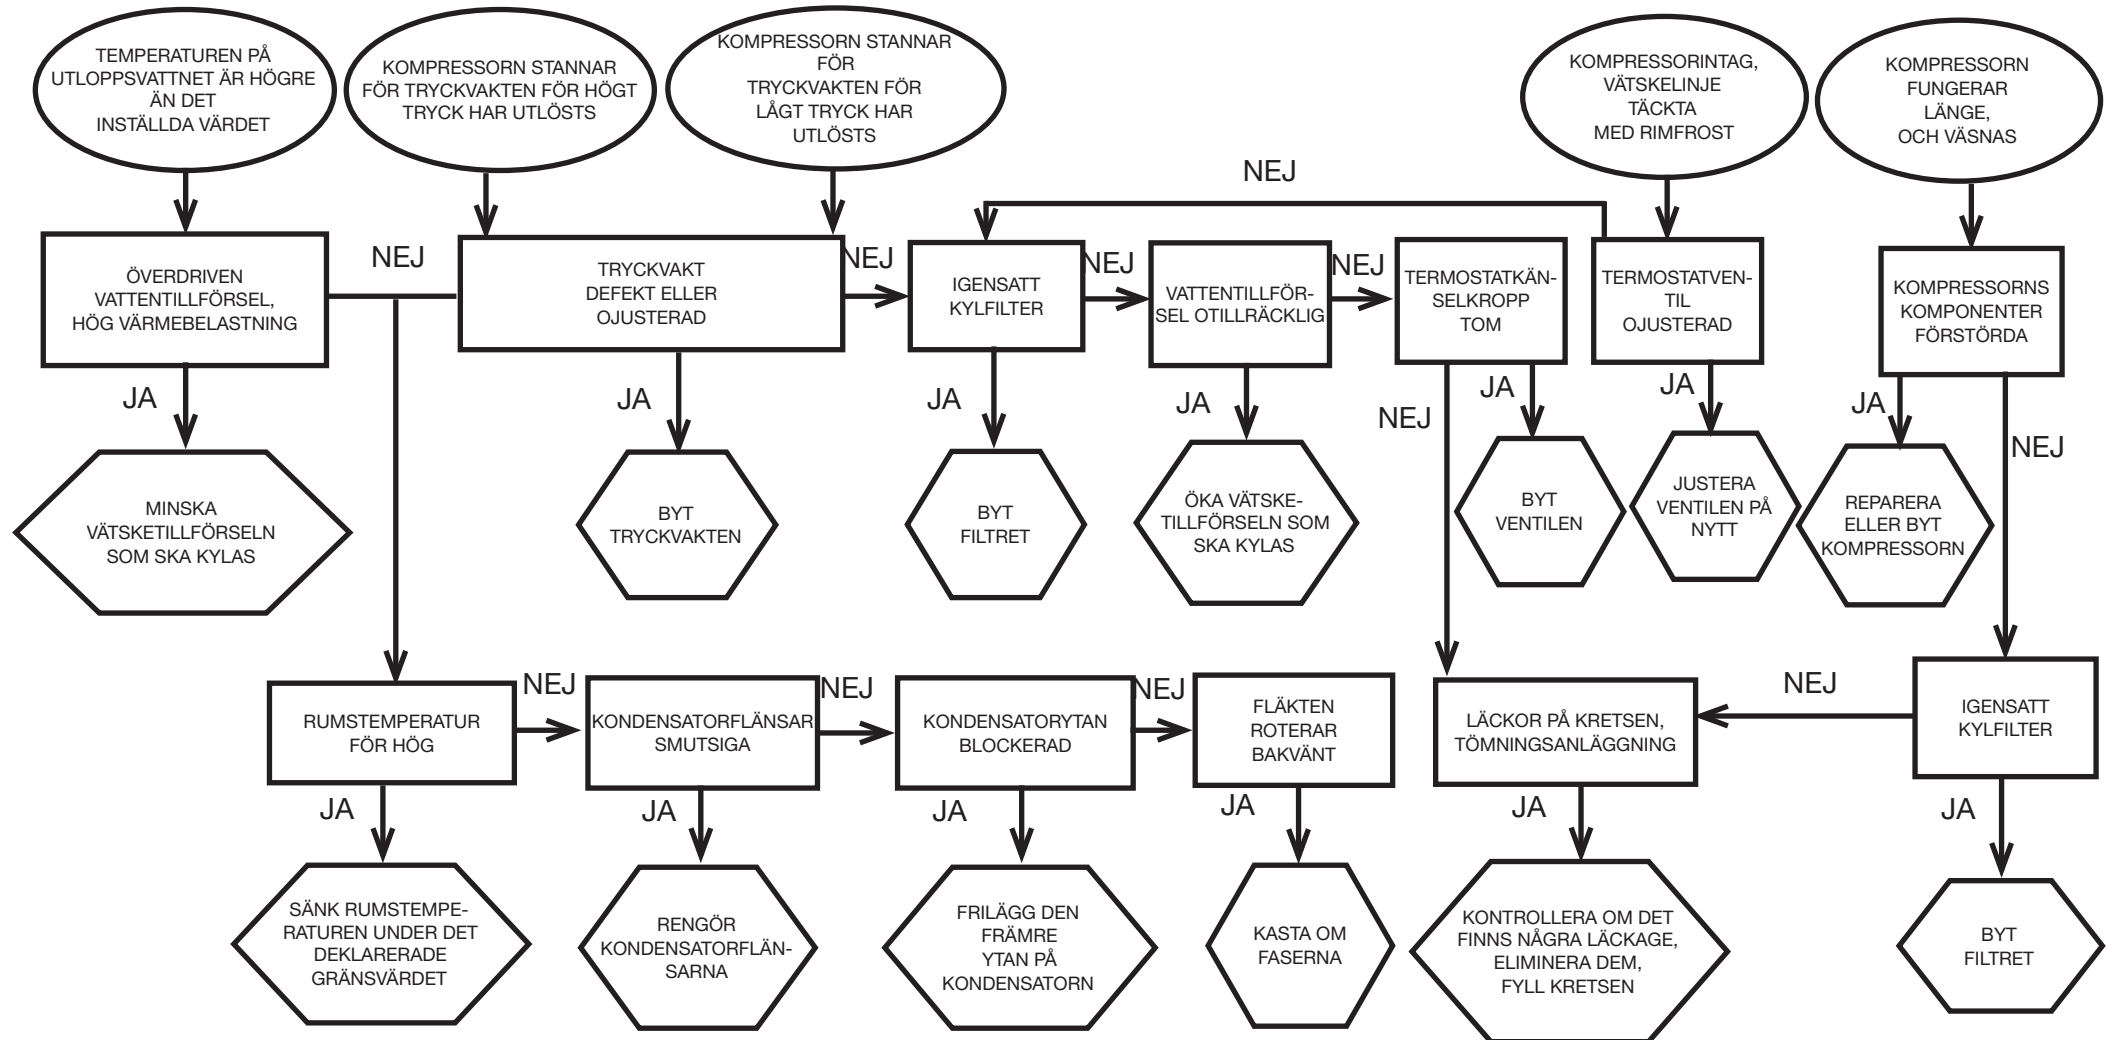 TEMPERATUREN PÅ
UTLOPPSVATTNET ÄR HÖGRE
ÄN DET
INSTÄLLDA VÄRDET
KOMPRESSORN STANNAR
FÖR TRYCKVAKTEN FÖR HÖGT
TRYCK HAR UTLÖSTS
KOMPRESSORN STANNAR
FÖR
TRYCKVAKTEN FÖR
LÅGT TRYCK HAR
UTLÖSTS
KOMPRESSORINTAG,
VÄTSKELINJE
TÄCKTA
MED RIMFROST
KOMPRESSORN
FUNGERAR
LÄNGE,
OCH VÄSNAS
NEJ
ÖVERDRIVEN
VATTENTILLFÖRSEL,
HÖG VÄRMEBELASTNING
NEJ
TRYCKVAKT
DEFEKT ELLER
OJUSTERAD
NEJ
IGENSATT
KYLFILTER
NEJ
VATTENTILLFÖR-
SEL OTILLRÄCKLIG
NEJ
TERMOSTATKÄN-
SELKROPP
TOM
TERMOSTATVEN-
TIL
OJUSTERAD
KOMPRESSORNS
KOMPONENTER
FÖRSTÖRDA
JA
JA
JA
JA
NEJ
JA
JA
JA
NEJ
MINSKA
VÄTSKETILLFÖRSELN
SOM SKA KYLAS
BYT
TRYCKVAKTEN
BYT
FILTRET
ÖKA VÄTSKE-
TILLFÖRSELN SOM
SKA KYLAS
BYT
VENTILEN
JUSTERA
VENTILEN PÅ
NYTT
REPARERA
ELLER BYT
KOMPRESSORN
RUMSTEMPERATUR
FÖR HÖG
NEJ
KONDENSATORFLÄNSAR
SMUTSIGA
NEJ
KONDENSATORYTAN
BLOCKERAD
NEJ
FLÄKTEN
ROTERAR
BAKVÄNT
LÄCKOR PÅ KRETSEN,
TÖMNINGSANLÄGGNING
NEJ
IGENSATT
KYLFILTER
JA
JA
JA
JA
JA
JA
SÄNK RUMSTEMPE-
RATUREN UNDER DET
DEKLARERADE
GRÄNSVÄRDET
RENGÖR
KONDENSATORFLÄN-
SARNA
FRILÄGG DEN
FRÄMRE
YTAN PÅ
KONDENSATORN
KASTA OM
FASERNA
KONTROLLERA OM DET
FINNS NÅGRA LÄCKAGE,
ELIMINERA DEM,
FYLL KRETSEN
BYT
FILTRET